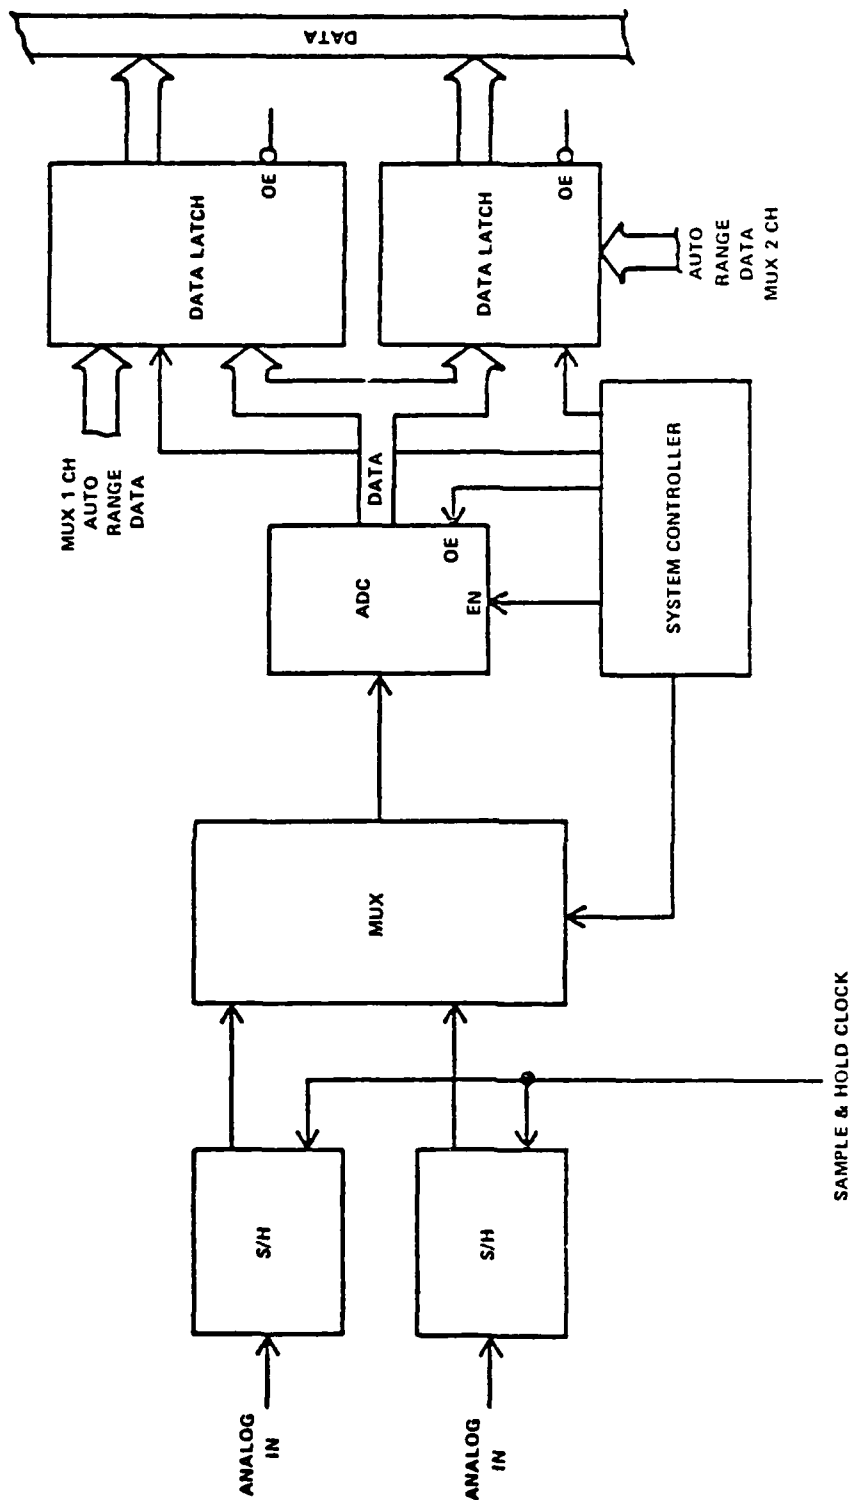 ANALOG
IN
ANALOG
IN
S/H
S/H
SAMPLE & HOLD CLOCK
MUX
ADC
EN
OE
DATA
SYSTEM CONTROLLER
MUX 1 CH
AUTO
RANGE
DATA
DATA LATCH
OE
DATA LATCH
OE
AUTO
RANGE
DATA
MUX 2 CH
DATA